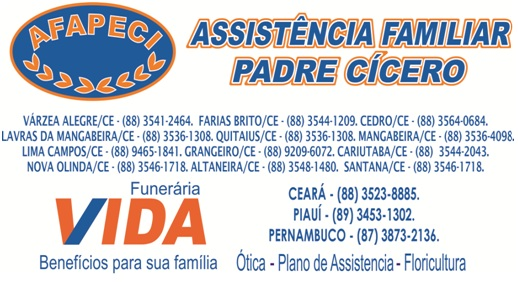 AFAPECI
ASSISTÊNCIA FAMILIAR
PADRE CÍCERO
VÁRZEA ALEGRE/CE - (88) 3541-2464. FARIAS BRITO/CE - (88) 3544-1209. CEDRO/CE - (88) 3564-0684.
LAVRAS DA MANGABEIRA/CE - (88) 3536-1308. QUITAIUS/CE - (88) 3536-1308. MANGABEIRA/CE - (88) 3536-4098.
LIMA CAMPOS/CE - (88) 9465-1841. GRANGEIRO/CE - (88) 9209-6072. CARIUTABA/CE - (88) 3544-2043.
NOVA OLINDA/CE - (88) 3546-1718. ALTANEIRA/CE - (88) 3548-1480. SANTANA/CE - (88) 3546-1718.
Funerária
VIDA
Benefícios para sua família
CEARÁ - (88) 3523-8885.
PIAUÍ - (89) 3453-1302.
PERNAMBUCO - (87) 3873-2136.
Ótica - Plano de Assistencia - Floricultura